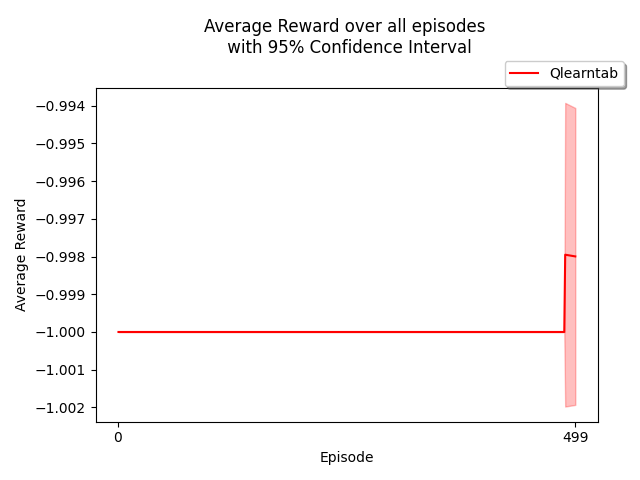 Average Reward over all episodes
with 95% Confidence Interval
Qlearntab
−0.994
−0.995
−0.996
−0.997
−0.998
−0.999
−1.000
−1.001
−1.002
Average Reward
0
499
Episode